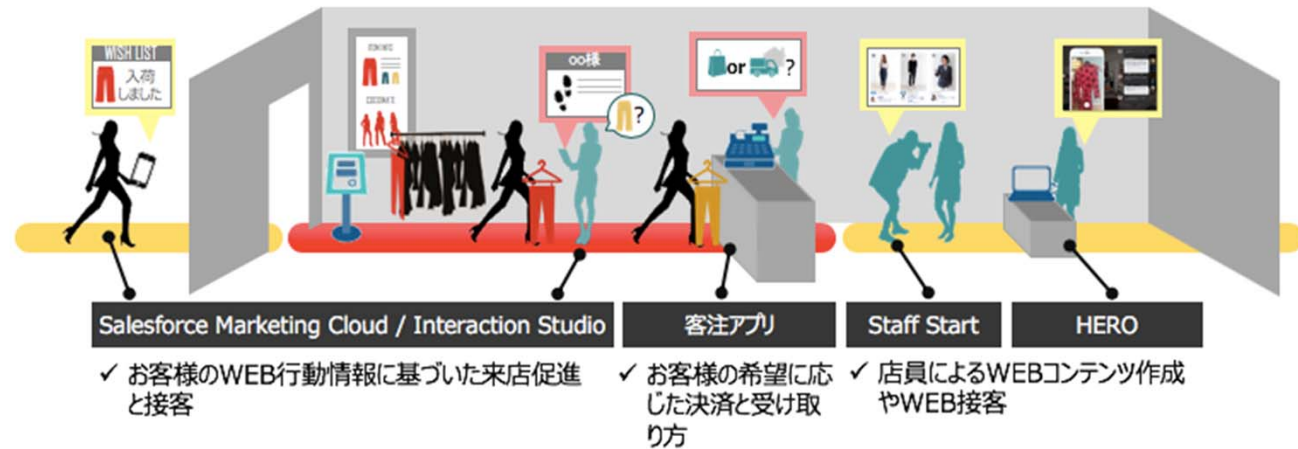 WISH LIST
入荷
しました
○○様
?
or
?
Salesforce Marketing Cloud / Interaction Studio
客注アプリ
Staff Start
HERO
✓ お客様のWEB行動情報に基づいた来店促進
と接客
✓ お客様の希望に応
じた決済と受け取
り方
✓ 店員によるWEBコンテンツ作成
やWEB接客